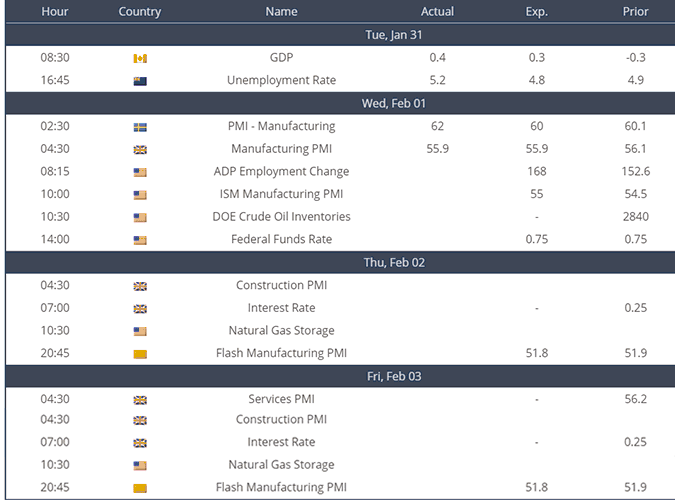 Hour Country Name Actual Exp. Prior
Tue, Jan 31
08:30 GDP 0.4 0.3 -0.3
16:45 Unemployment Rate 5.2 4.8 4.9
Wed, Feb 01
02:30 PMI - Manufacturing 62 60 60.1
04:30 Manufacturing PMI 55.9 55.9 56.1
08:15 ADP Employment Change 168 152.6
10:00 ISM Manufacturing PMI 55 54.5
10:30 DOE Crude Oil Inventories - 2840
14:00 Federal Funds Rate 0.75 0.75
Thu, Feb 02
04:30 Construction PMI
07:00 Interest Rate - 0.25
10:30 Natural Gas Storage
20:45 Flash Manufacturing PMI 51.8 51.9
Fri, Feb 03
04:30 Services PMI - 56.2
04:30 Construction PMI
07:00 Interest Rate - 0.25
10:30 Natural Gas Storage
20:45 Flash Manufacturing PMI 51.8 51.9